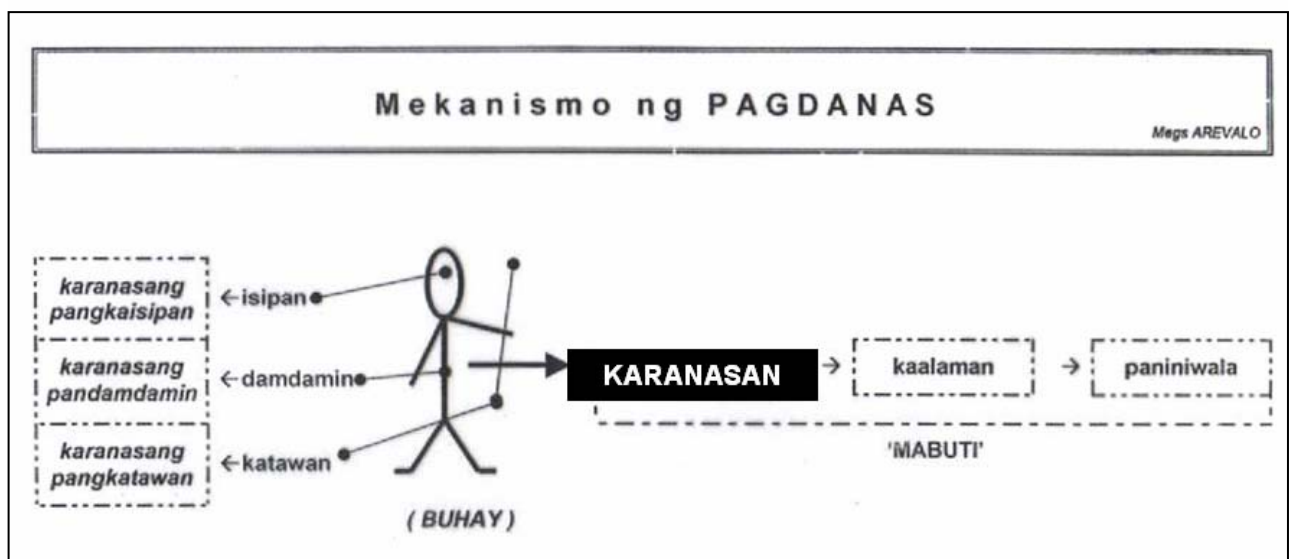 Mekanismo ng PAGDANAS
Megs AREVALO
karanasang
pangkaisipan
←isipan
karanasang
pandamdamin
←damdamin
karanasang
pangkatawan
←katawan
( BUHAY )
KARANASAN
→
kaalaman
→
paniniwala
'MABUTI'